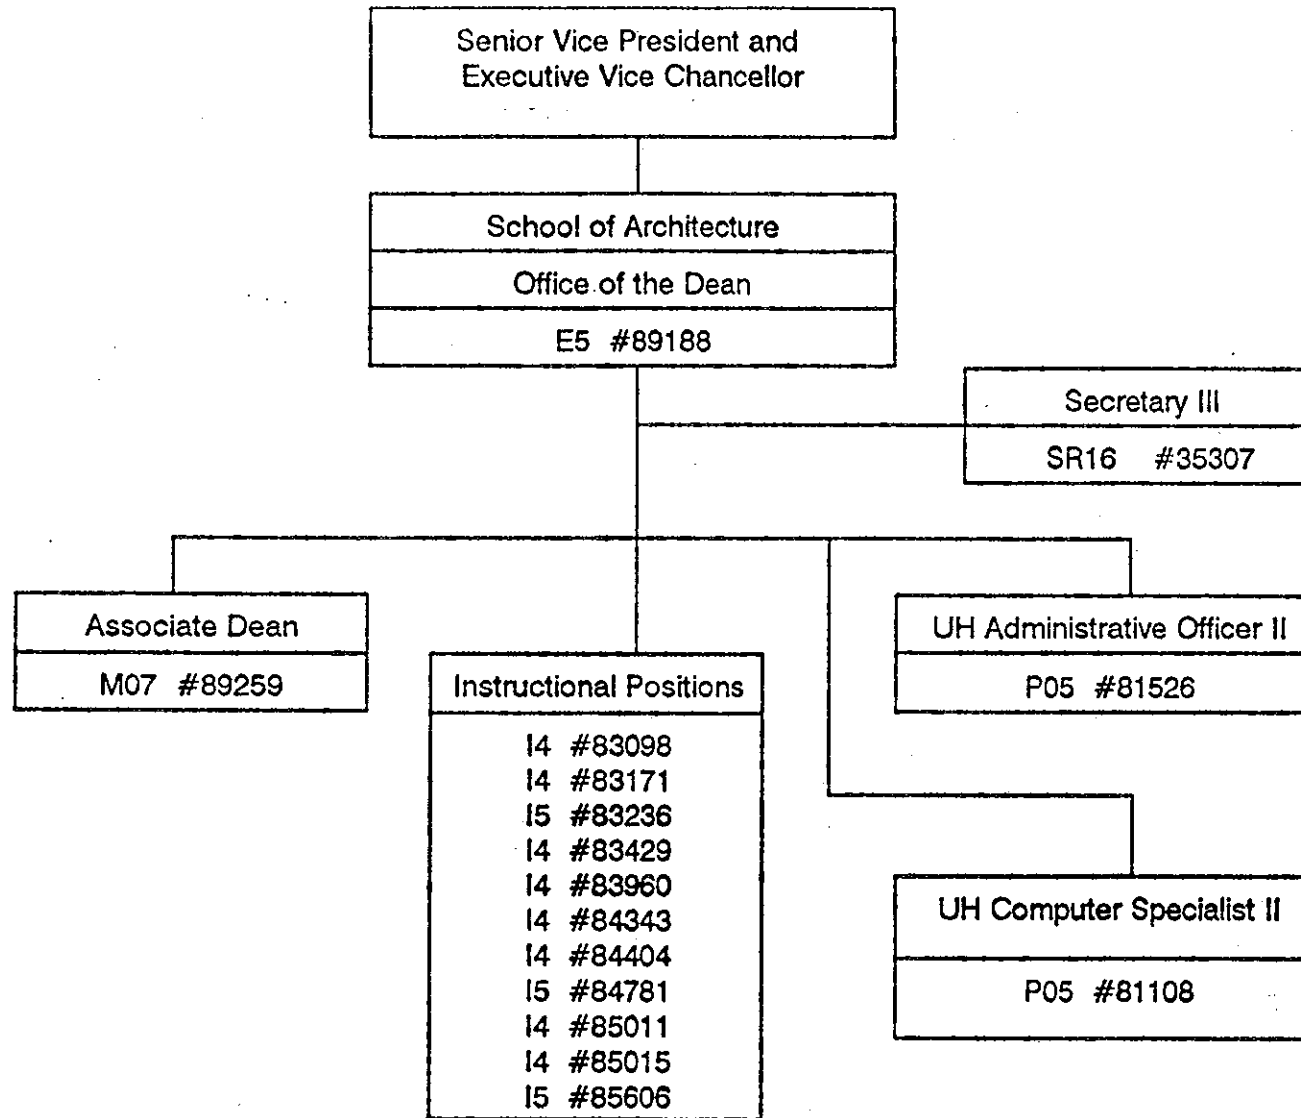 Senior Vice President and
Executive Vice Chancellor
School of Architecture
Office of the Dean
E5 #89188
Secretary III
SR16 #35307
Associate Dean
M07 #89259
Instructional Positions
I4 #83098
I4 #83171
I5 #83236
I4 #83429
I4 #83960
I4 #84343
I4 #84404
I5 #84781
I4 #85011
I4 #85015
I5 #85606
UH Administrative Officer II
P05 #81526
UH Computer Specialist II
P05 #81108